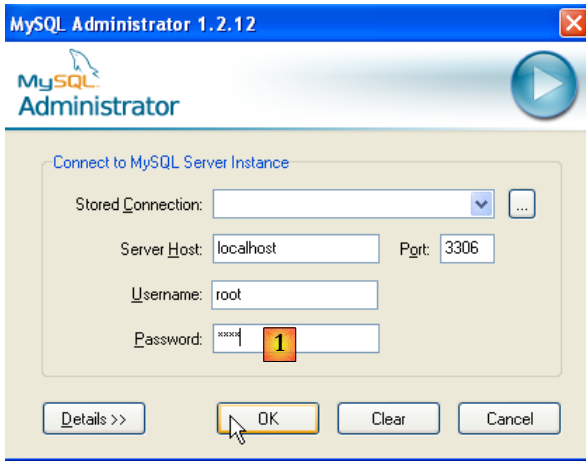 MySQL Administrator 1.2.12
MySQL
Administrator
Connect to MySQL Server Instance
Stored Connection:
...
Server Host: localhost Port: 3306
Username: root
Password: **** 1
Details >> OK Clear Cancel